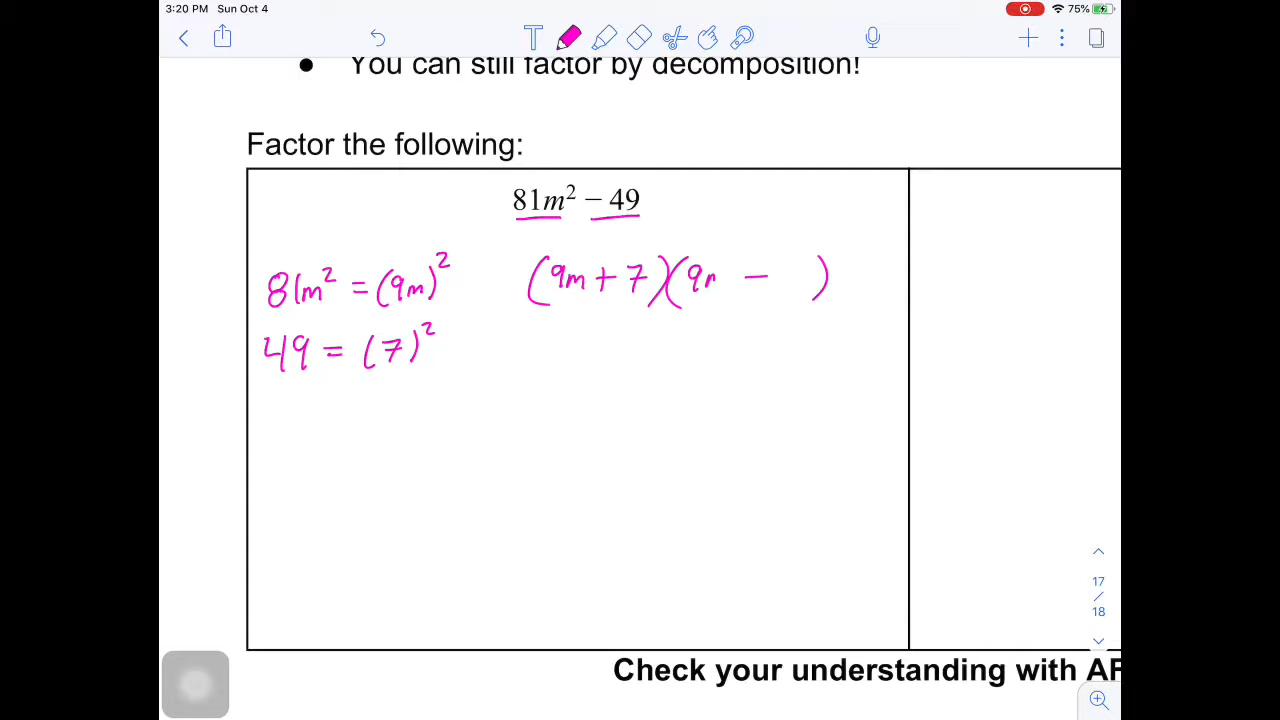 3:20 PM Sun Oct 4
75%
● You can still factor by decomposition!
Factor the following:
81m² − 49
81m² = (9m)² (9m + 7)(9m − )
49 = (7)²
17
/
18
Check your understanding with